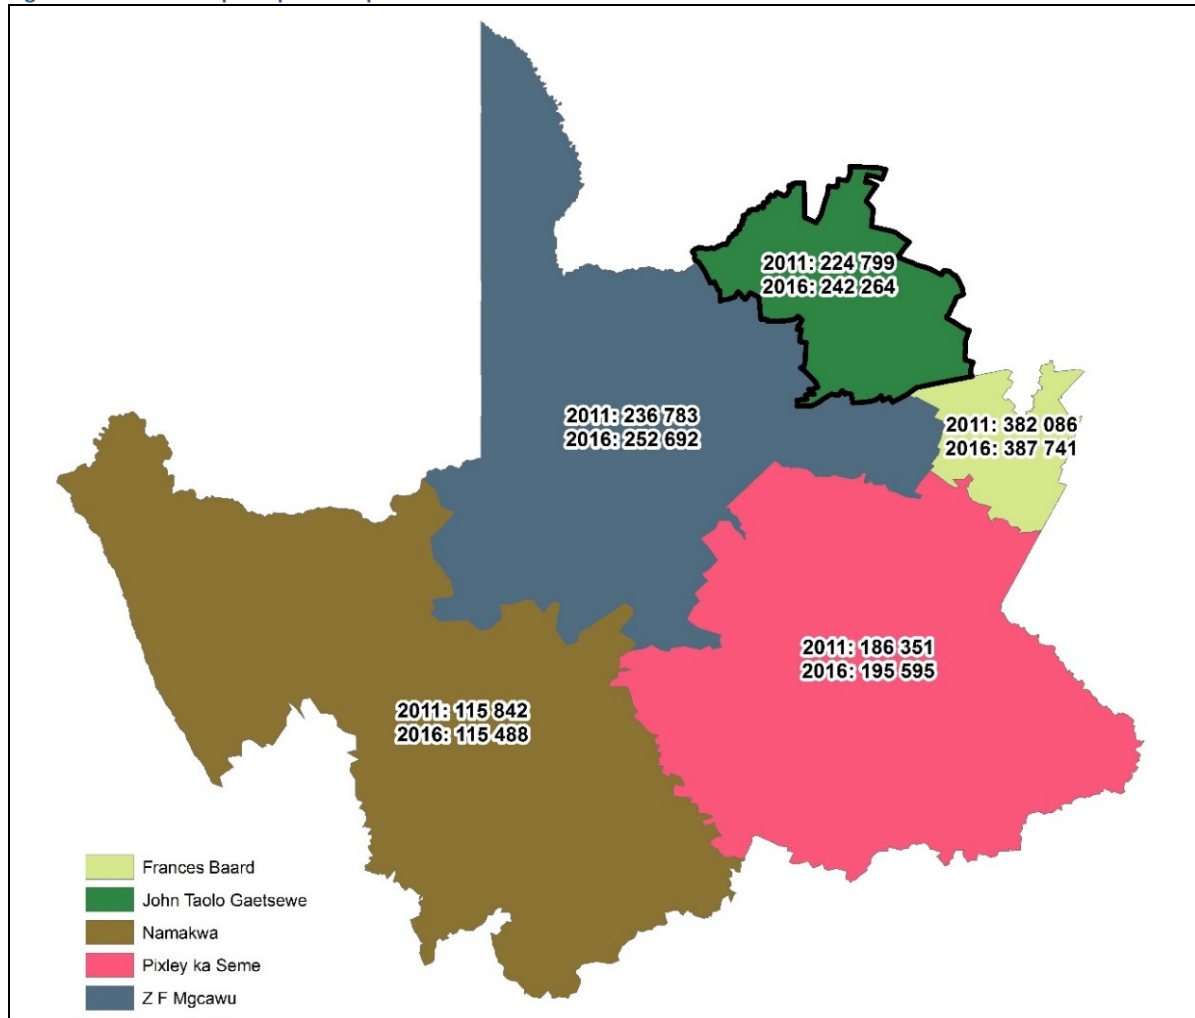 2011: 224 799
2016: 242 264
2011: 236 783
2016: 252 692
2011: 382 086
2016: 387 741
2011: 186 351
2016: 195 595
2011: 115 842
2016: 115 488
Frances Baard
John Taolo Gaetsewe
Namakwa
Pixley ka Seme
Z F Mgcawu